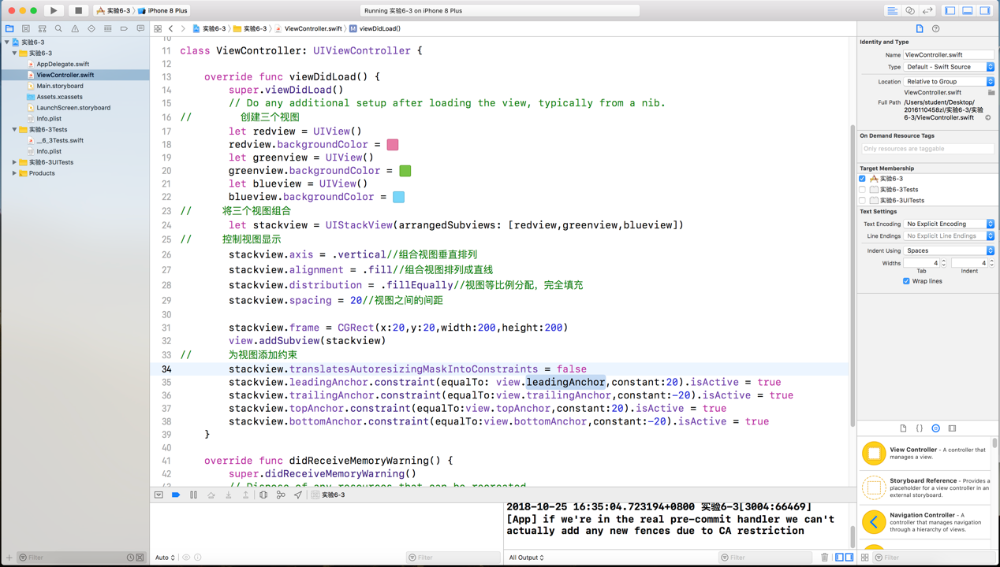 实验6-3 〉 iPhone 8 Plus
Running 实验6-3 on iPhone 8 Plus
实验6-3 〉 实验6-3 〉 ViewController.swift 〉 M viewDidLoad()
实验6-3
实验6-3
AppDelegate.swift
ViewController.swift
Main.storyboard
Assets.xcassets
LaunchScreen.storyboard
Info.plist
实验6-3Tests
__6_3Tests.swift
Info.plist
实验6-3UITests
Products
Filter
11 class ViewController: UIViewController {
12
13 override func viewDidLoad() {
14 super.viewDidLoad()
15 // Do any additional setup after loading the view, typically from a nib.
16 // 创建三个视图
17 let redview = UIView()
18 redview.backgroundColor =
19 let greenview = UIView()
20 greenview.backgroundColor =
21 let blueview = UIView()
22 blueview.backgroundColor =
23 // 将三个视图组合
24 let stackview = UIStackView(arrangedSubviews: [redview,greenview,blueview])
25 // 控制视图显示
26 stackview.axis = .vertical//组合视图垂直排列
27 stackview.alignment = .fill//组合视图排列成直线
28 stackview.distribution = .fillEqually//视图等比例分配，完全填充
29 stackview.spacing = 20//视图之间的间距
30
31 stackview.frame = CGRect(x:20,y:20,width:200,height:200)
32 view.addSubview(stackview)
33 // 为视图添加约束
34 stackview.translatesAutoresizingMaskIntoConstraints = false
35 stackview.leadingAnchor.constraint(equalTo: view.leadingAnchor,constant:20).isActive = true
36 stackview.trailingAnchor.constraint(equalTo:view.trailingAnchor,constant:-20).isActive = true
37 stackview.topAnchor.constraint(equalTo:view.topAnchor,constant:20).isActive = true
38 stackview.bottomAnchor.constraint(equalTo:view.bottomAnchor,constant:-20).isActive = true
39 }
40
41 override func didReceiveMemoryWarning() {
42 super.didReceiveMemoryWarning()
// Dispose of any resources that can be recreated
实验6-3
2018-10-25 16:35:04.723194+0800 实验6-3[3004:66469]
[App] if we're in the real pre-commit handler we can't
actually add any new fences due to CA restriction
Auto
Filter
All Output
Filter
Identity and Type
Name ViewController.swift
Type Default - Swift Source
Location Relative to Group
ViewController.swift
Full Path /Users/student/Desktop/
2016110458zl/实验6-3/实验
6-3/ViewController.swift
On Demand Resource Tags
Only resources are taggable
Target Membership
实验6-3
实验6-3Tests
实验6-3UITests
Text Settings
Text Encoding No Explicit Encoding
Line Endings No Explicit Line Endings
Indent Using Spaces
Widths 4 4
Tab Indent
Wrap lines
View Controller - A controller that
manages a view.
Storyboard Reference - Provides a
placeholder for a view controller in an
external storyboard.
Navigation Controller - A
controller that manages navigation
through a hierarchy of views.
Filter